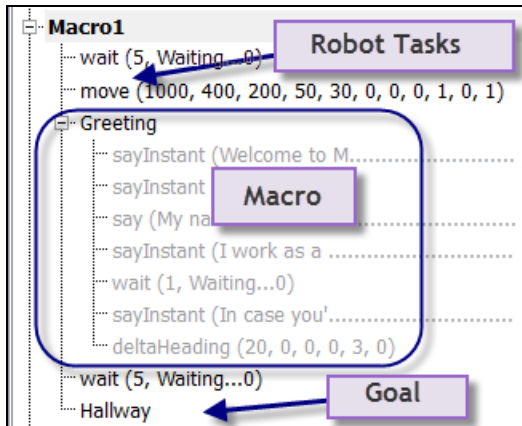 Macro1
Robot Tasks
wait (5, Waiting...0)
move (1000, 400, 200, 50, 30, 0, 0, 0, 1, 0, 1)
Greeting
sayInstant (Welcome to M...................
sayInstant
Macro
say (My na
sayInstant (I work as a ......................
wait (1, Waiting...0)
sayInstant (In case you'.....................
deltaHeading (20, 0, 0, 0, 3, 0)
wait (5, Waiting...0)
Goal
Hallway